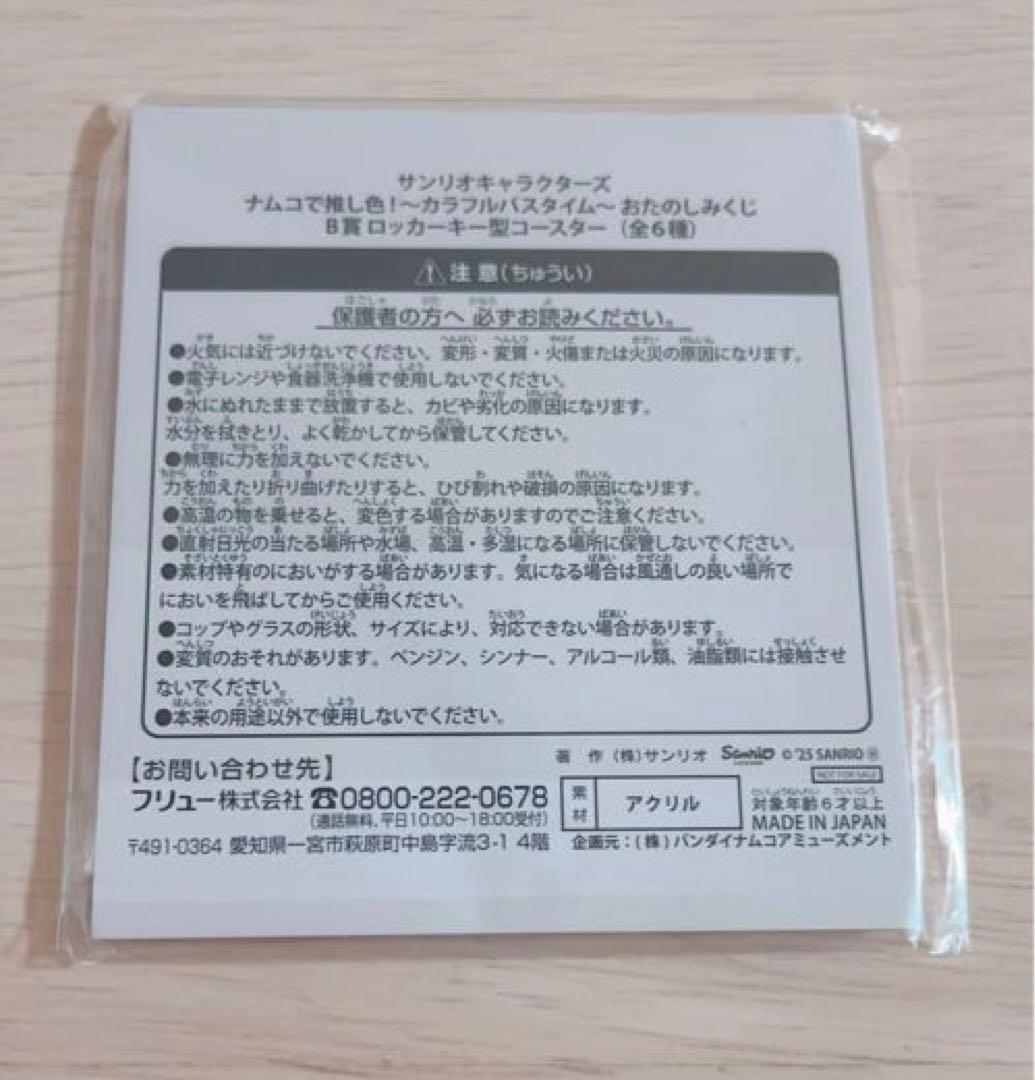 サンリオキャラクターズ
ナムコで推し色!〜カラフルバスタイム〜 おたのしみくじ
B賞 ロッカーキー型コースター (全6種)
注意(ちゅうい)
保護者の方へ 必ずお読みください。
●火気には近づけないでください。変形・変質・火傷または火災の原因になります。
●電子レンジや食器洗浄機で使用しないでください。
●水にぬれたままで放置すると、カビや劣化の原因になります。
水分を拭きとり、よく乾かしてから保管してください。
●無理に力を加えないでください。
力を加えたり折り曲げたりすると、ひび割れや破損の原因になります。
●高温の物を乗せると、変色する場合がありますのでご注意ください。
●直射日光の当たる場所や水場、高温・多湿になる場所に保管しないでください。
●素材特有のにおいがする場合があります。気になる場合は風通しの良い場所で
においを飛ばしてからご使用ください。
●コップやグラスの形状、サイズにより、対応できない場合があります。
●変質のおそれがあります。ベンジン、シンナー、アルコール類、油脂類には接触させ
ないでください。
●本来の用途以外で使用しないでください。
著 作 (株)サンリオ Sanrio © '25 SANRIO ®
NOT FOR SALE
【お問い合わせ先】
フリュー株式会社 ☎0800-222-0678
(通話無料、平日10:00〜18:00受付)
〒491-0364 愛知県一宮市萩原町中島字流3-1 4階
素材 アクリル
対象年齢6才以上
MADE IN JAPAN
企画元:(株)バンダイナムコアミューズメント